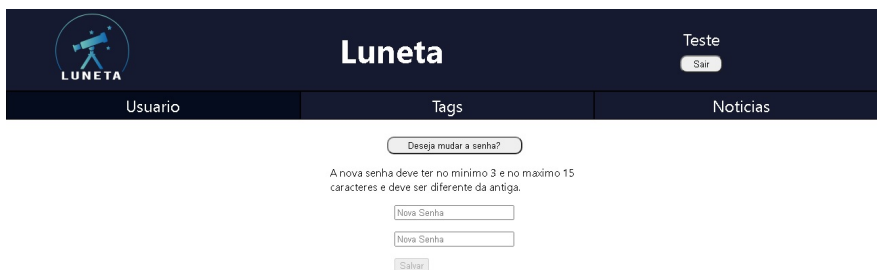 LUNETA
Luneta
Teste
Sair
Usuario
Tags
Noticias
Deseja mudar a senha?
A nova senha deve ter no minimo 3 e no maximo 15
caracteres e deve ser diferente da antiga.
Nova Senha
Nova Senha
Salvar